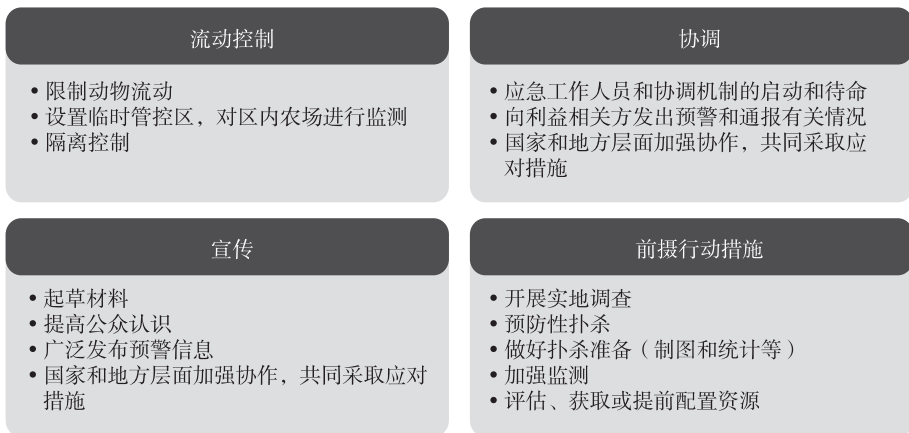 流动控制
• 限制动物流动
• 设置临时管控区，对区内农场进行监测
• 隔离控制
协调
• 应急工作人员和协调机制的启动和待命
• 向利益相关方发出预警和通报有关情况
• 国家和地方层面加强协作，共同采取应
对措施
宣传
• 起草材料
• 提高公众认识
• 广泛发布预警信息
• 国家和地方层面加强协作，共同采取应对
措施
前摄行动措施
• 开展实地调查
• 预防性扑杀
• 做好扑杀准备（制图和统计等）
• 加强监测
• 评估、获取或提前配置资源